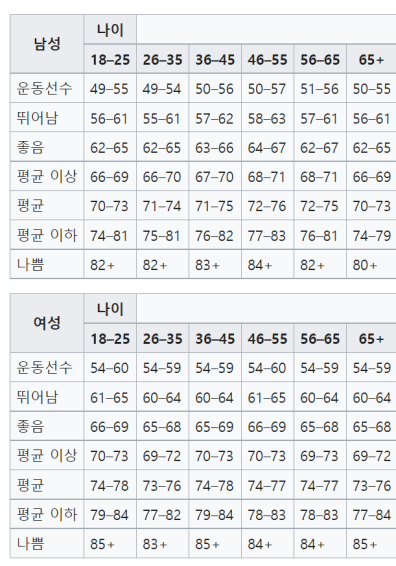 남성 나이
18–25 26–35 36–45 46–55 56–65 65+
운동선수 49–55 49–54 50–56 50–57 51–56 50–55
뛰어남 56–61 55–61 57–62 58–63 57–61 56–61
좋음 62–65 62–65 63–66 64–67 62–67 62–65
평균 이상 66–69 66–70 67–70 68–71 68–71 66–69
평균 70–73 71–74 71–75 72–76 72–75 70–73
평균 이하 74–81 75–81 76–82 77–83 76–81 74–79
나쁨 82+ 82+ 83+ 84+ 82+ 80+
여성 나이
18–25 26–35 36–45 46–55 56–65 65+
운동선수 54–60 54–59 54–59 54–60 54–59 54–59
뛰어남 61–65 60–64 60–64 61–65 60–64 60–64
좋음 66–69 65–68 65–69 66–69 65–68 65–68
평균 이상 70–73 69–72 70–73 70–73 69–73 69–72
평균 74–78 73–76 74–78 74–77 74–77 73–76
평균 이하 79–84 77–82 79–84 78–83 78–83 77–84
나쁨 85+ 83+ 85+ 84+ 84+ 85+